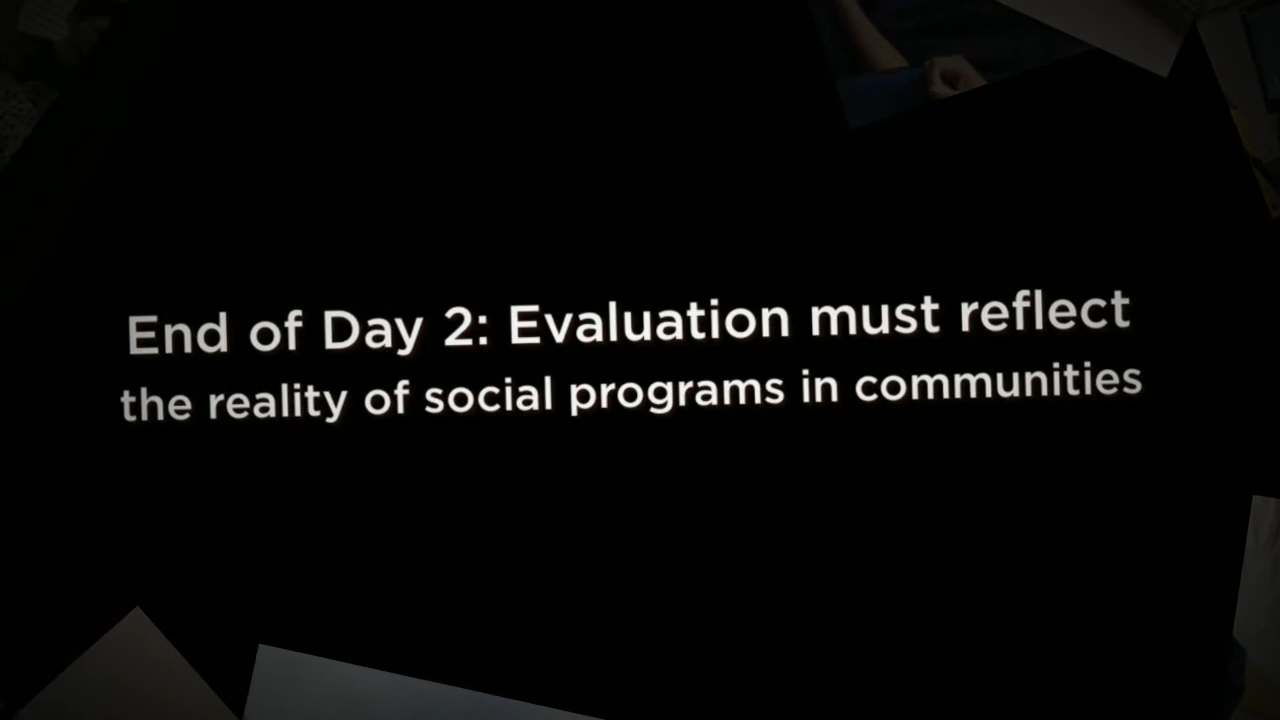 End of Day 2: Evaluation must reflect
the reality of social programs in communities